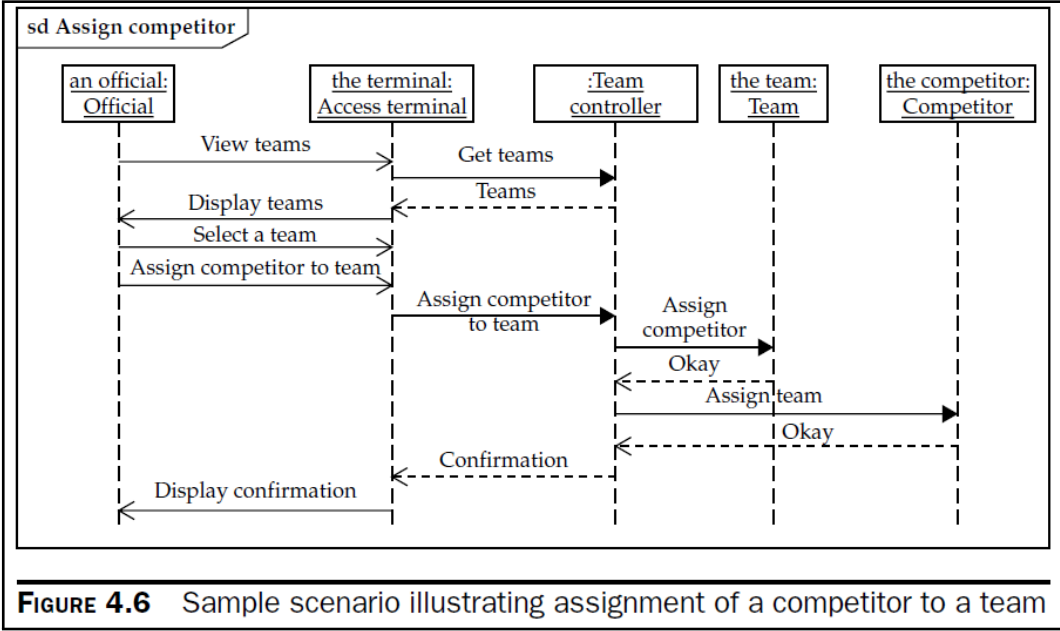 sd Assign competitor
an official:
Official
the terminal:
Access terminal
:Team
controller
the team:
Team
the competitor:
Competitor
View teams
Get teams
Teams
Display teams
Select a team
Assign competitor to team
Assign competitor
to team
Assign
competitor
Okay
Assign team
Okay
Confirmation
Display confirmation
FIGURE 4.6 Sample scenario illustrating assignment of a competitor to a team